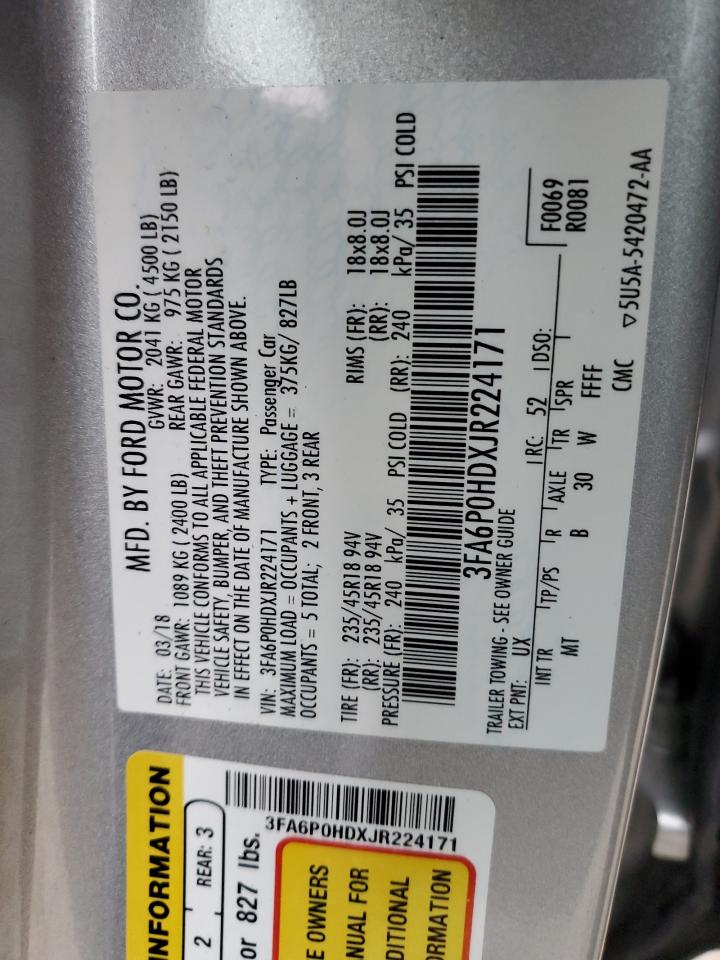 MFD. BY FORD MOTOR CO.
DATE: 03/18 GVWR: 2041 KG ( 4500 LB)
FRONT GAWR: 1089 KG ( 2400 LB) REAR GAWR: 975 KG ( 2150 LB)
THIS VEHICLE CONFORMS TO ALL APPLICABLE FEDERAL MOTOR
VEHICLE SAFETY, BUMPER, AND THEFT PREVENTION STANDARDS
IN EFFECT ON THE DATE OF MANUFACTURE SHOWN ABOVE.
VIN: 3FA6P0HDXJR224171 TYPE: Passenger Car
MAXIMUM LOAD = OCCUPANTS + LUGGAGE = 375KG/ 827LB
OCCUPANTS = 5 TOTAL; 2 FRONT, 3 REAR
TIRE (FR): 235/45R18 94V RIMS (FR): 18x8.0J
(RR): 235/45R18 94V (RR): 18x8.0J
PRESSURE (FR): 240 kPa/ 35 PSI COLD (RR): 240 kPa/ 35 PSI COLD
3FA6P0HDXJR224171
TRAILER TOWING - SEE OWNER GUIDE
EXT PNT: UX RC: 52 DSO: F0069
R0081
INT TR TP/PS R AXLE TR SPR
MT B 30 W FFFF
CMC ▽5U5A-5420472-AA
INFORMATION
2 REAR: 3
or 827 lbs.
3FA6P0HDXJR224171
E OWNERS
ANUAL FOR
DITIONAL
ORMATION